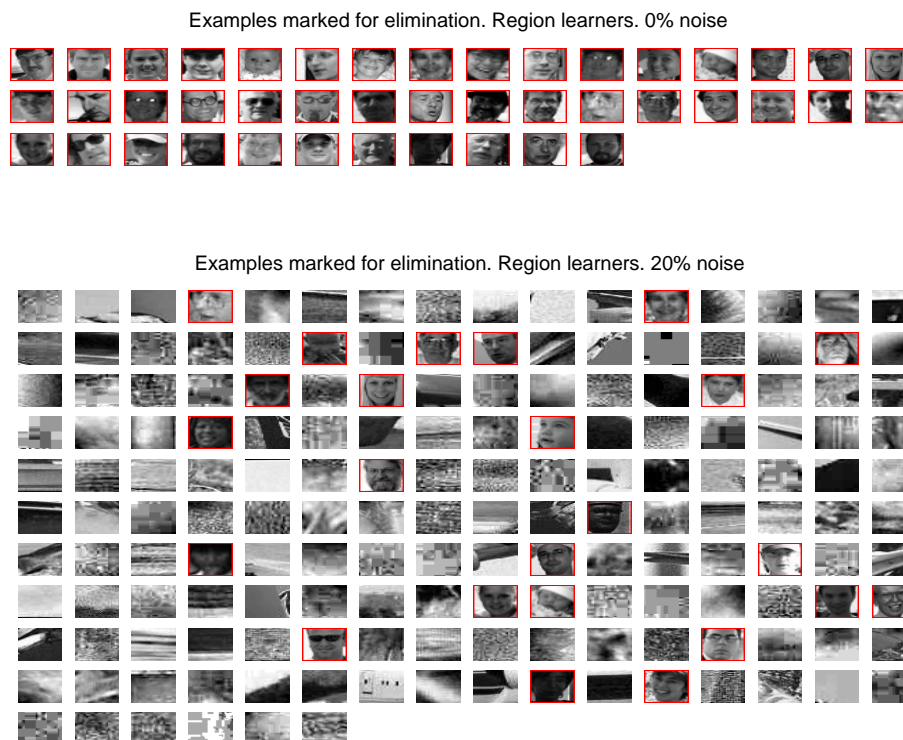 Examples marked for elimination. Region learners. 0% noise
Examples marked for elimination. Region learners. 20% noise